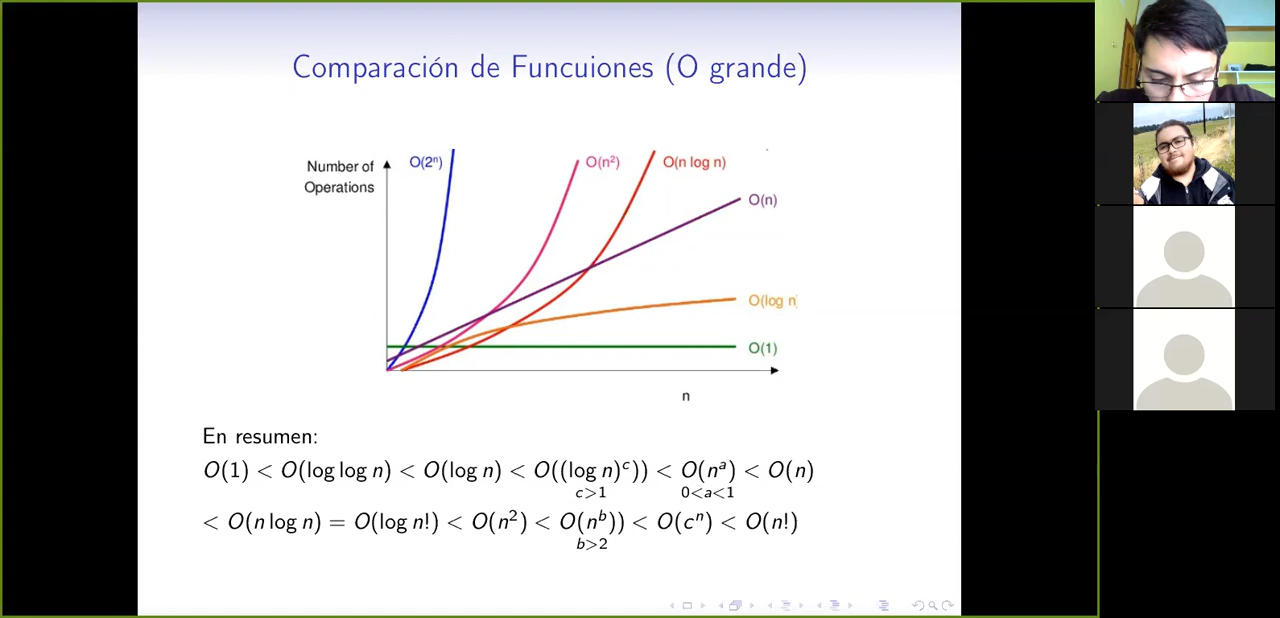 Comparación de Funcuiones (O grande)
Number of
Operations
O(2ⁿ)
O(n²)
O(n log n)
O(n)
O(log n)
O(1)
n
En resumen:
O(1) < O(log log n) < O(log n) < O((log n)ᶜ)) < O(nᵃ) < O(n)
c>1 0<a<1
< O(n log n) = O(log n!) < O(n²) < O(nᵇ)) < O(cⁿ) < O(n!)
b>2